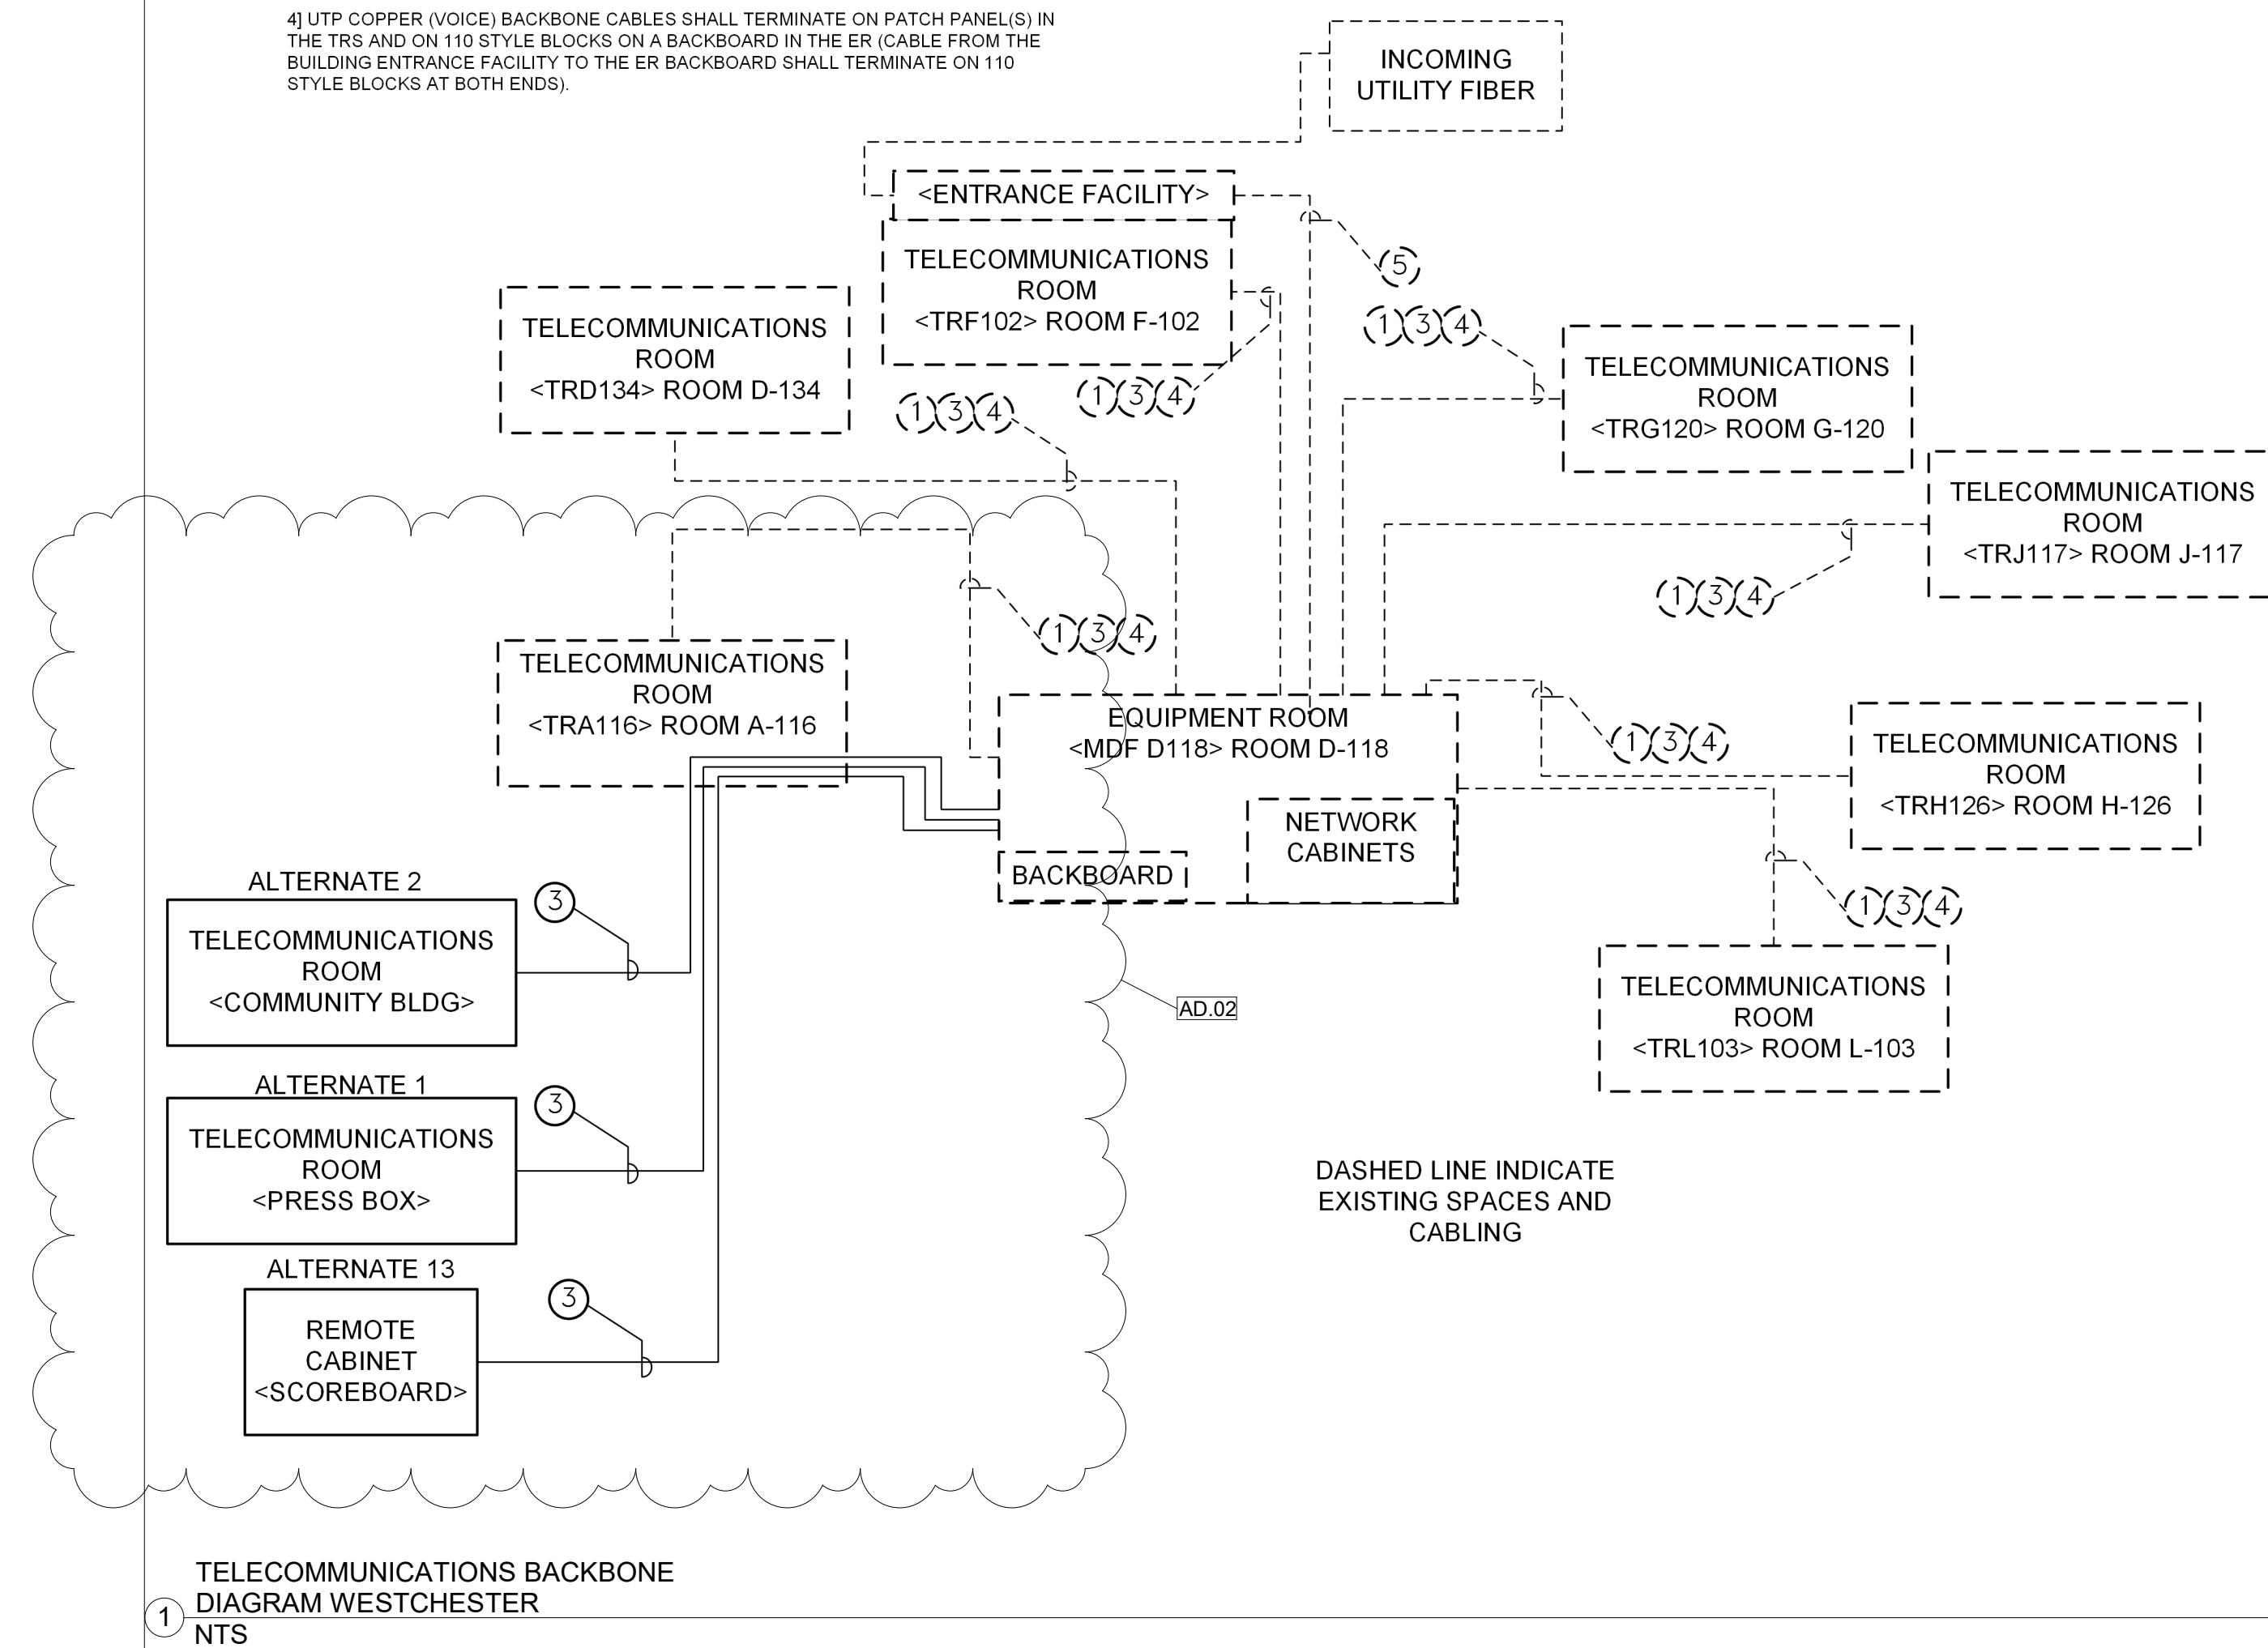 4] UTP COPPER (VOICE) BACKBONE CABLES SHALL TERMINATE ON PATCH PANEL(S) IN
THE TRS AND ON 110 STYLE BLOCKS ON A BACKBOARD IN THE ER (CABLE FROM THE
BUILDING ENTRANCE FACILITY TO THE ER BACKBOARD SHALL TERMINATE ON 110
STYLE BLOCKS AT BOTH ENDS).
INCOMING
UTILITY FIBER
<ENTRANCE FACILITY>
TELECOMMUNICATIONS
ROOM
<TRF102> ROOM F-102
5
1 3 4
TELECOMMUNICATIONS
ROOM
<TRD134> ROOM D-134
1 3 4
1 3 4
TELECOMMUNICATIONS
ROOM
<TRG120> ROOM G-120
TELECOMMUNICATIONS
ROOM
<TRJ117> ROOM J-117
1 3 4
1 3 4
TELECOMMUNICATIONS
ROOM
<TRA116> ROOM A-116
EQUIPMENT ROOM
<MDF D118> ROOM D-118
NETWORK
CABINETS
BACKBOARD
1 3 4
TELECOMMUNICATIONS
ROOM
<TRH126> ROOM H-126
1 3 4
TELECOMMUNICATIONS
ROOM
<TRL103> ROOM L-103
ALTERNATE 2
3
TELECOMMUNICATIONS
ROOM
<COMMUNITY BLDG>
AD.02
ALTERNATE 1
3
TELECOMMUNICATIONS
ROOM
<PRESS BOX>
DASHED LINE INDICATE
EXISTING SPACES AND
CABLING
ALTERNATE 13
3
REMOTE
CABINET
<SCOREBOARD>
TELECOMMUNICATIONS BACKBONE
DIAGRAM WESTCHESTER
1
NTS